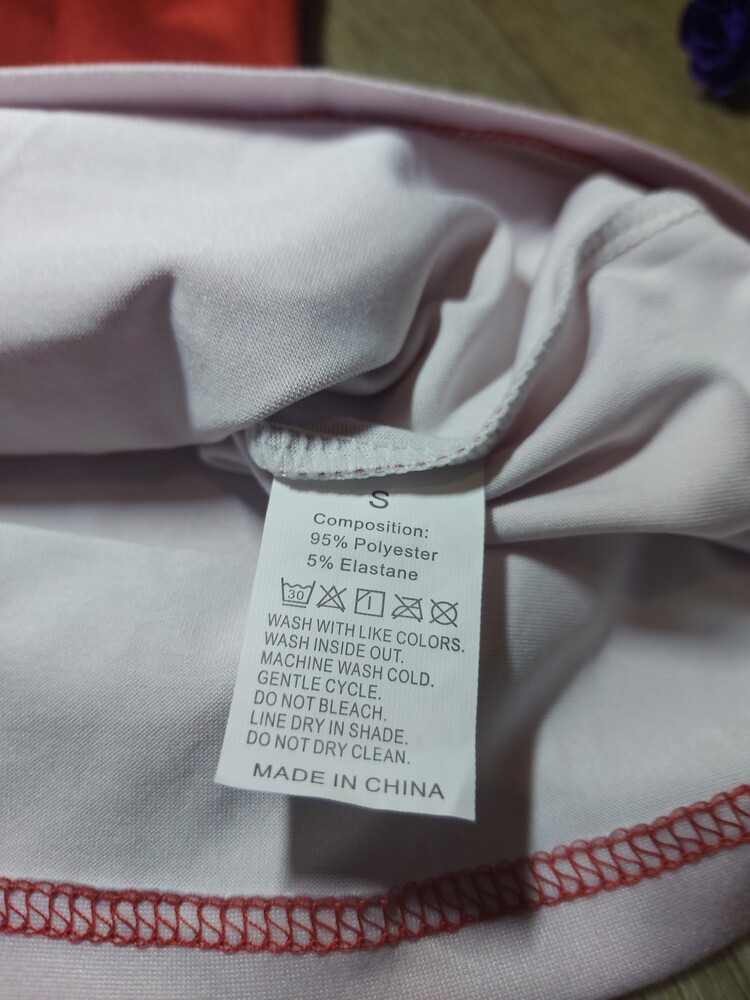 S
Composition:
95% Polyester
5% Elastane
30
WASH WITH LIKE COLORS.
WASH INSIDE OUT.
MACHINE WASH COLD.
GENTLE CYCLE.
DO NOT BLEACH.
LINE DRY IN SHADE.
DO NOT DRY CLEAN.
MADE IN CHINA